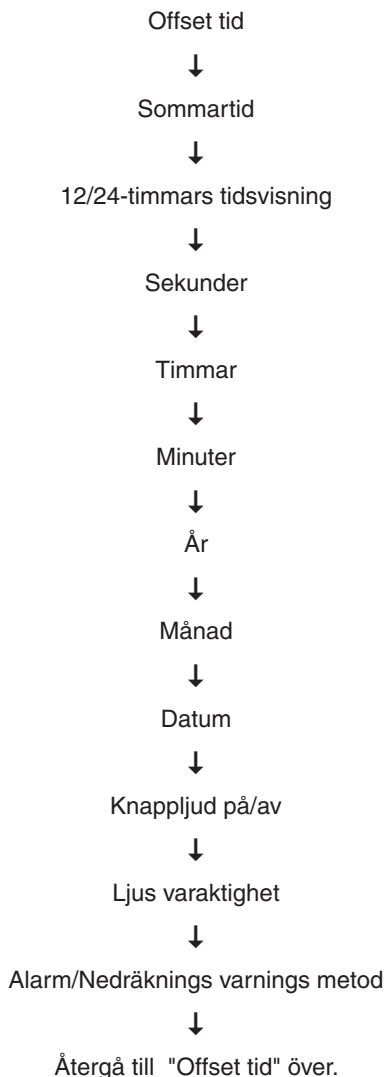 Offset tid
↓
Sommartid
↓
12/24-timmars tidsvisning
↓
Sekunder
↓
Timmar
↓
Minuter
↓
År
↓
Månad
↓
Datum
↓
Knappljud på/av
↓
Ljus varaktighet
↓
Alarm/Nedräknings varnings metod
↓
Återgå till "Offset tid" över.